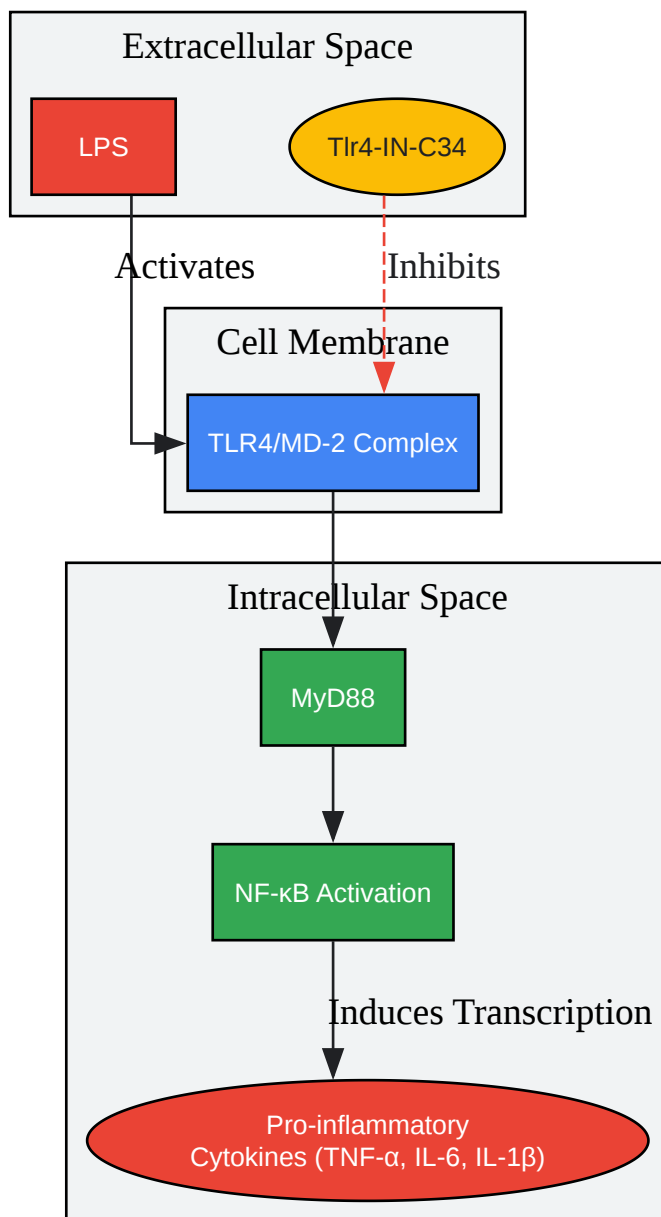 Extracellular Space
LPS
Tlr4-IN-C34
Activates
Inhibits
Cell Membrane
TLR4/MD-2 Complex
Intracellular Space
MyD88
NF-κB Activation
Induces Transcription
Pro-inflammatory
Cytokines (TNF-α, IL-6, IL-1β)